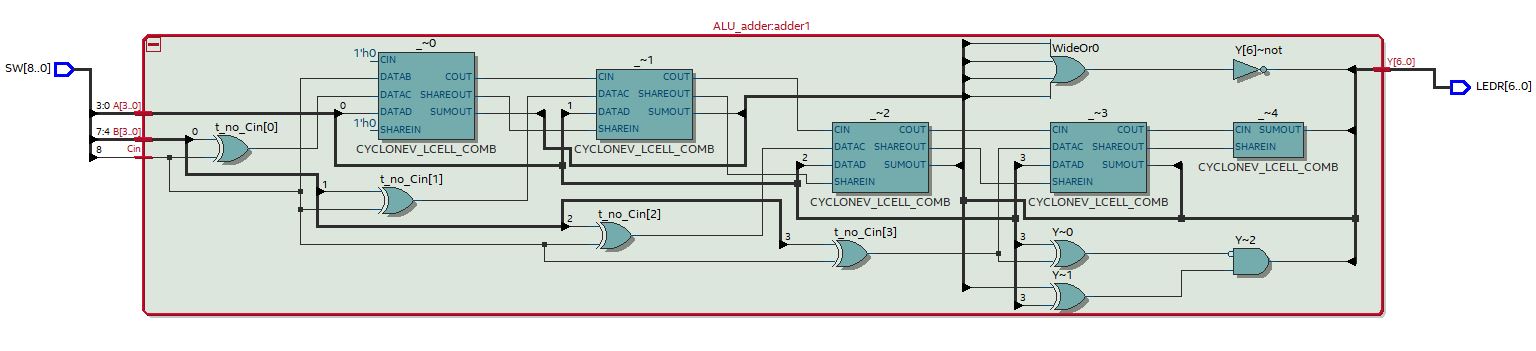 ALU_adder:adder1
SW[8..0]
3:0 A[3..0]
7:4 B[3..0]
8 Cin
0
t_no_Cin[0]
_~0
1'h0
CIN
DATAB COUT
DATAC SHAREOUT
0 DATAD SUMOUT
1'h0
SHAREIN
CYCLONEV_LCELL_COMB
1
t_no_Cin[1]
_~1
CIN COUT
DATAC SHAREOUT
1 DATAD SUMOUT
SHAREIN
CYCLONEV_LCELL_COMB
2
t_no_Cin[2]
_~2
CIN COUT
DATAC SHAREOUT
2 DATAD SUMOUT
SHAREIN
CYCLONEV_LCELL_COMB
3
t_no_Cin[3]
WideOr0
Y[6]~not
_~3
CIN COUT
DATAC SHAREOUT
3 DATAD SUMOUT
SHAREIN
CYCLONEV_LCELL_COMB
_~4
CIN SUMOUT
SHAREIN
CYCLONEV_LCELL_COMB
Y~0
3
Y~1
3
Y~2
Y[6..0]
LEDR[6..0]